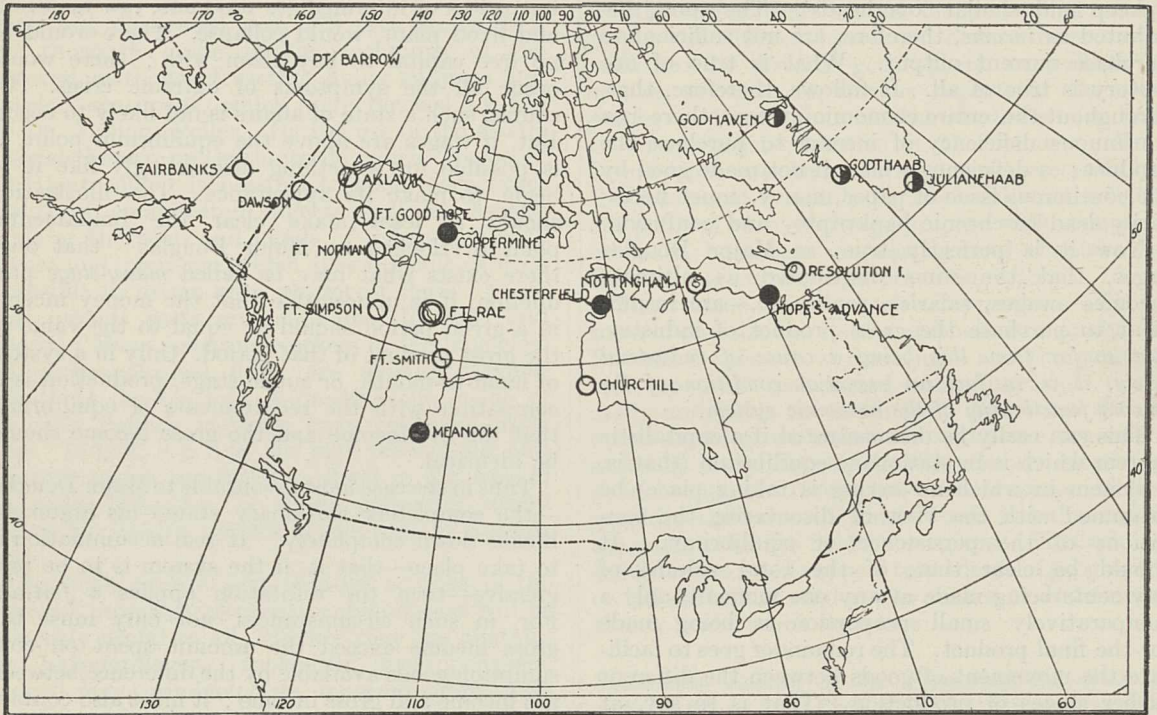 180 170 70 160 150 140 130 120 110 100 90 80 70 60 50 40 30 20 60
PT. BARROW
GODHAVEN
FAIRBANKS
AKLAVIK
GODTHAAB
JULIANEHAAB
DAWSON
FT. GOOD HOPE
COPPERMINE
FT. NORMAN
RESOLUTION I.
NOTTINGHAM I.
CHESTERFIELD
HOPE'S ADVANCE
FT. SIMPSON
FT. RAE
FT. SMITH
CHURCHILL
MEANOOK
40
130 120 110 100 90 80 70